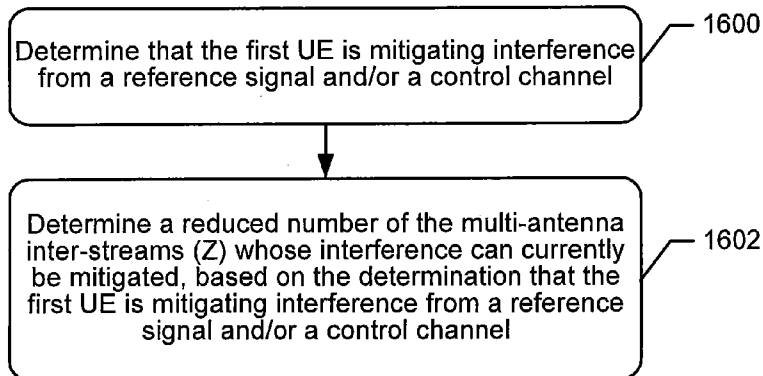 1600
Determine that the first UE is mitigating interference
from a reference signal and/or a control channel
1602
Determine a reduced number of the multi-antenna
inter-streams (Z) whose interference can currently
be mitigated, based on the determination that the
first UE is mitigating interference from a reference
signal and/or a control channel